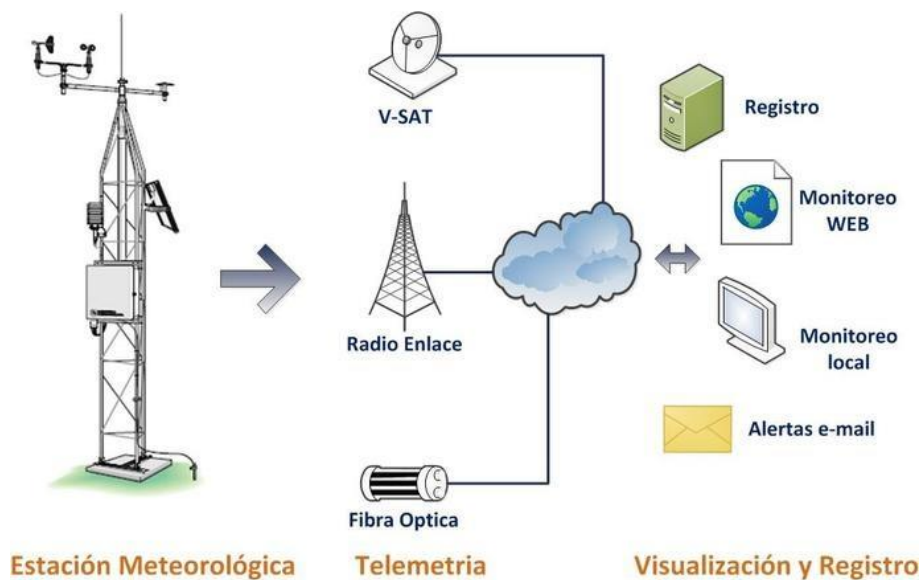 V-SAT
Registro
Monitoreo
WEB
Radio Enlace
Monitoreo
local
Alertas e-mail
Fibra Optica
Estación Meteorológica
Telemetria
Visualización y Registro